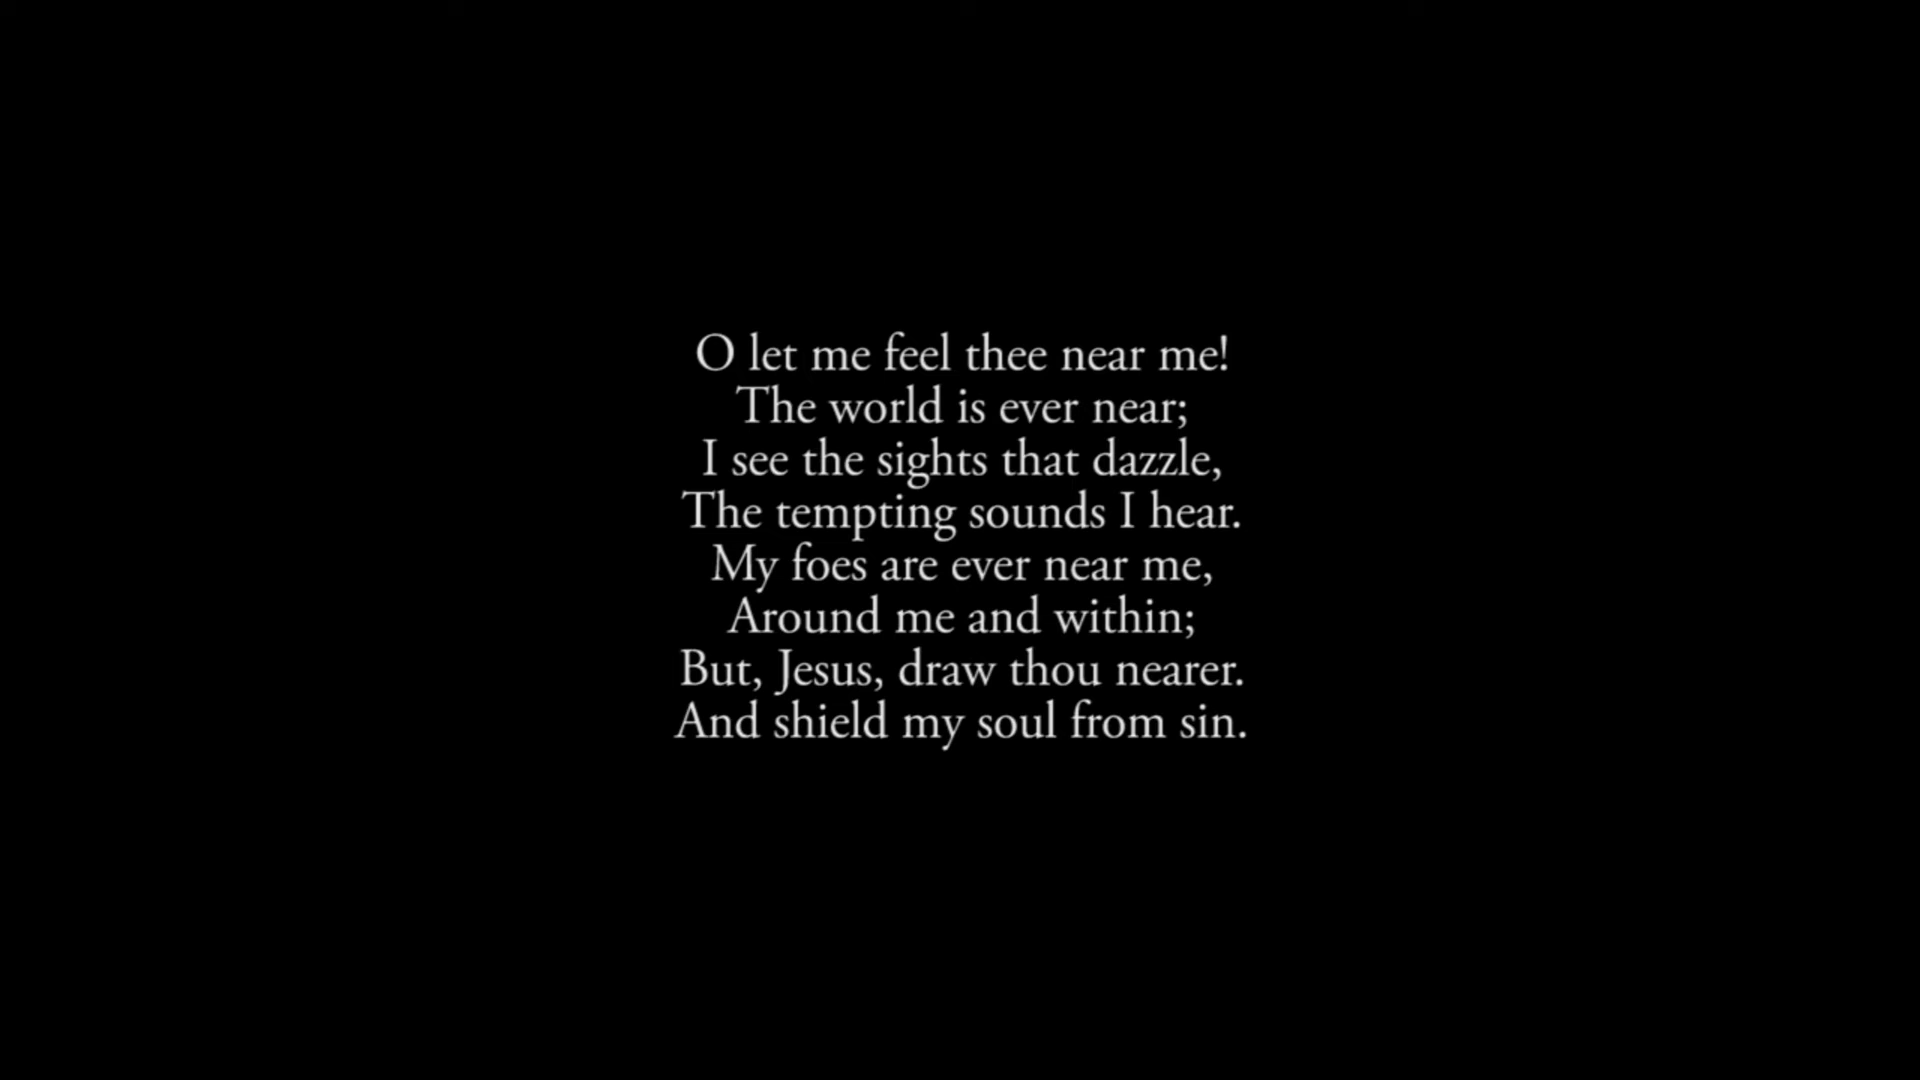 O let me feel thee near me!
The world is ever near;
I see the sights that dazzle,
The tempting sounds I hear.
My foes are ever near me,
Around me and within;
But, Jesus, draw thou nearer.
And shield my soul from sin.